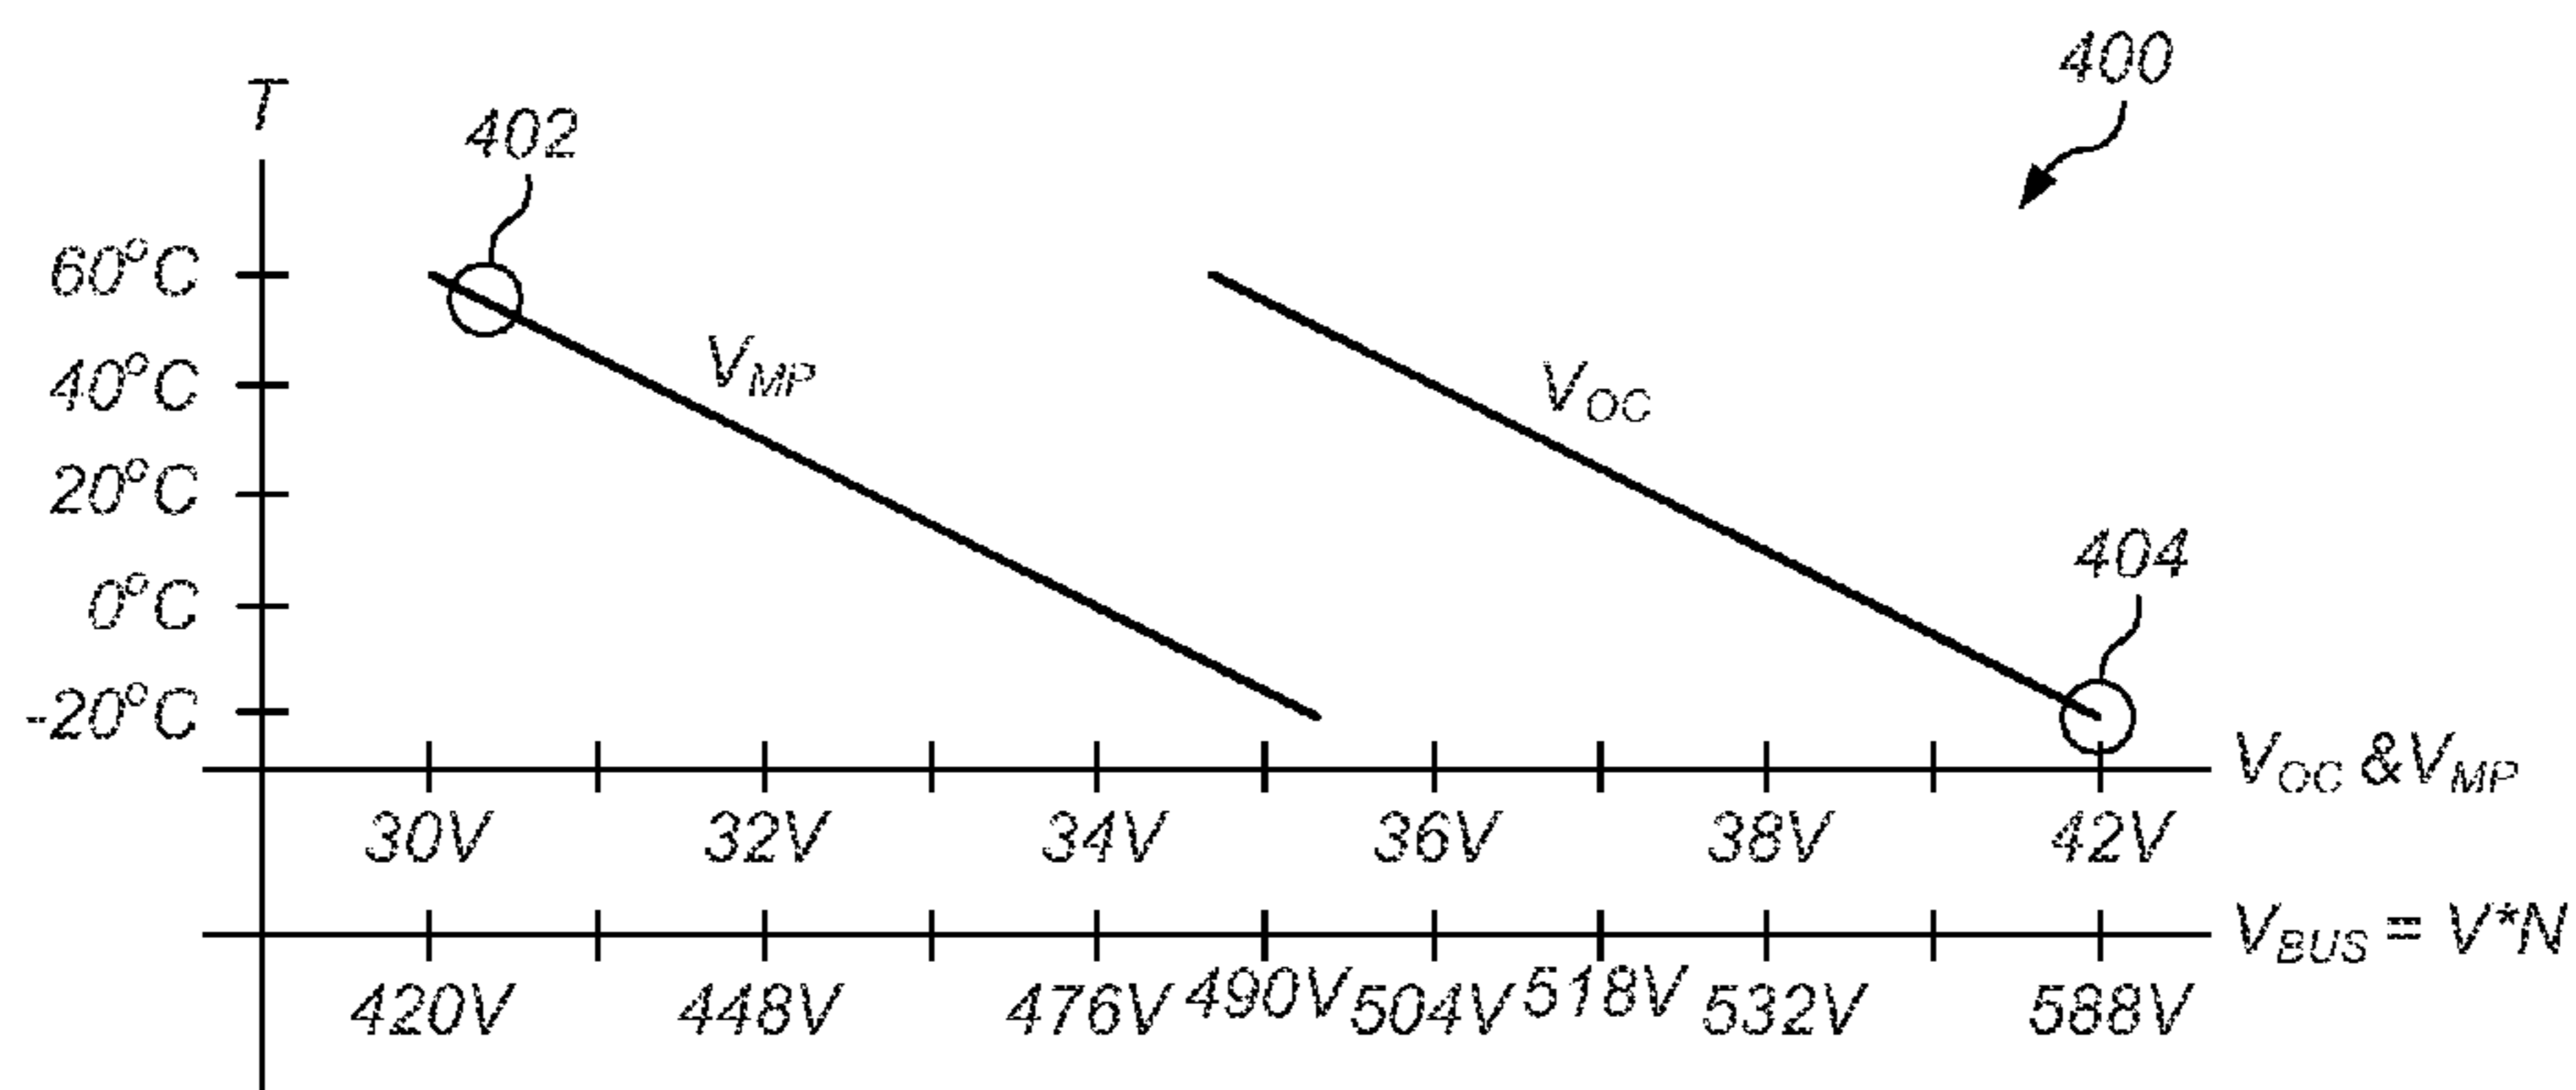 400
T
402
60°C
V_MP
V_OC
40°C
20°C
404
0°C
-20°C
V_OC & V_MP
30V 32V 34V 36V 38V 42V
V_BUS = V*N
420V 448V 476V 490V 504V 518V 532V 588V